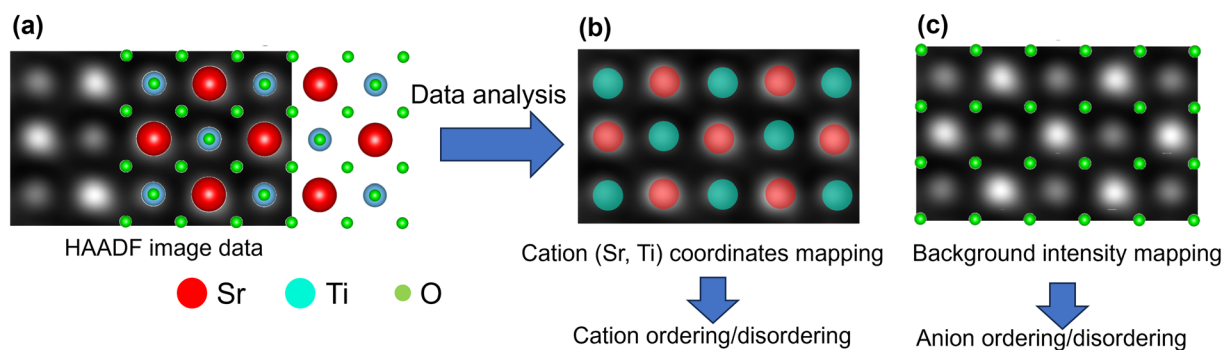 (a)
(b)
(c)
Data analysis
HAADF image data
Sr
Ti
O
Cation (Sr, Ti) coordinates mapping
Cation ordering/disordering
Background intensity mapping
Anion ordering/disordering